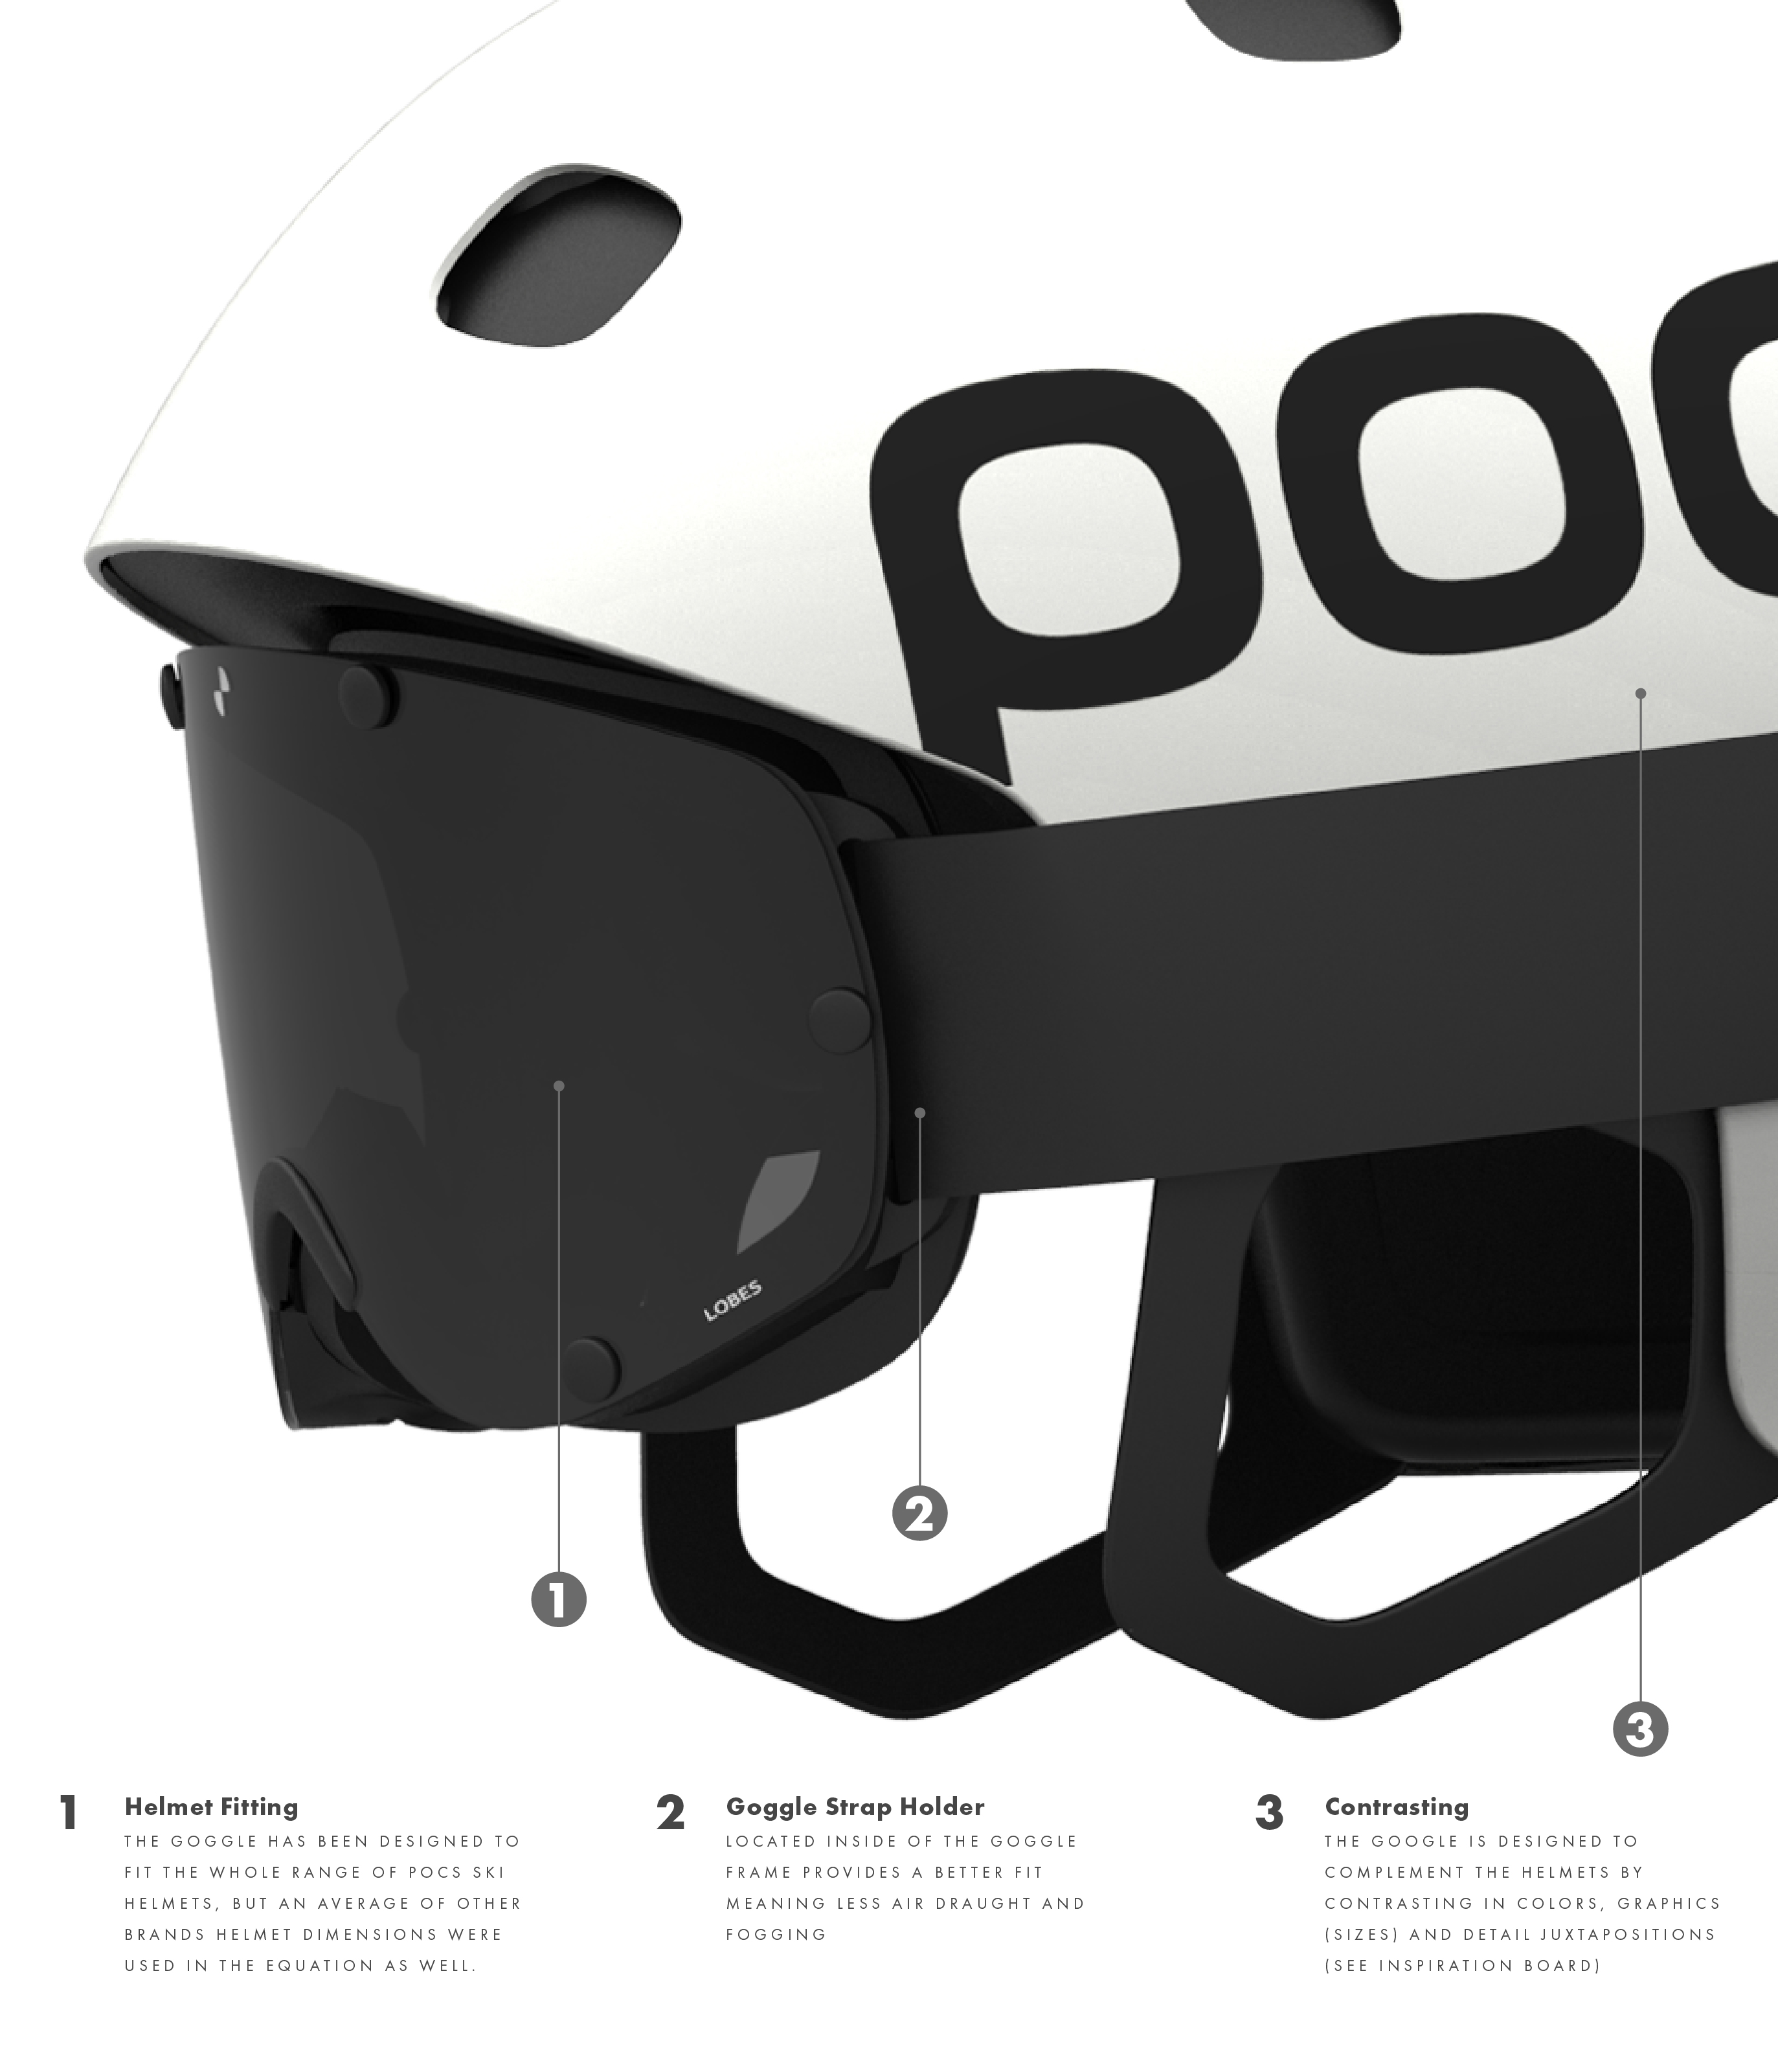 poc
LOBES
1
2
3
1 Helmet Fitting
THE GOGGLE HAS BEEN DESIGNED TO
FIT THE WHOLE RANGE OF POCS SKI
HELMETS, BUT AN AVERAGE OF OTHER
BRANDS HELMET DIMENSIONS WERE
USED IN THE EQUATION AS WELL.
2 Goggle Strap Holder
LOCATED INSIDE OF THE GOGGLE
FRAME PROVIDES A BETTER FIT
MEANING LESS AIR DRAUGHT AND
FOGGING
3 Contrasting
THE GOOGLE IS DESIGNED TO
COMPLEMENT THE HELMETS BY
CONTRASTING IN COLORS, GRAPHICS
(SIZES) AND DETAIL JUXTAPOSITIONS
(SEE INSPIRATION BOARD)